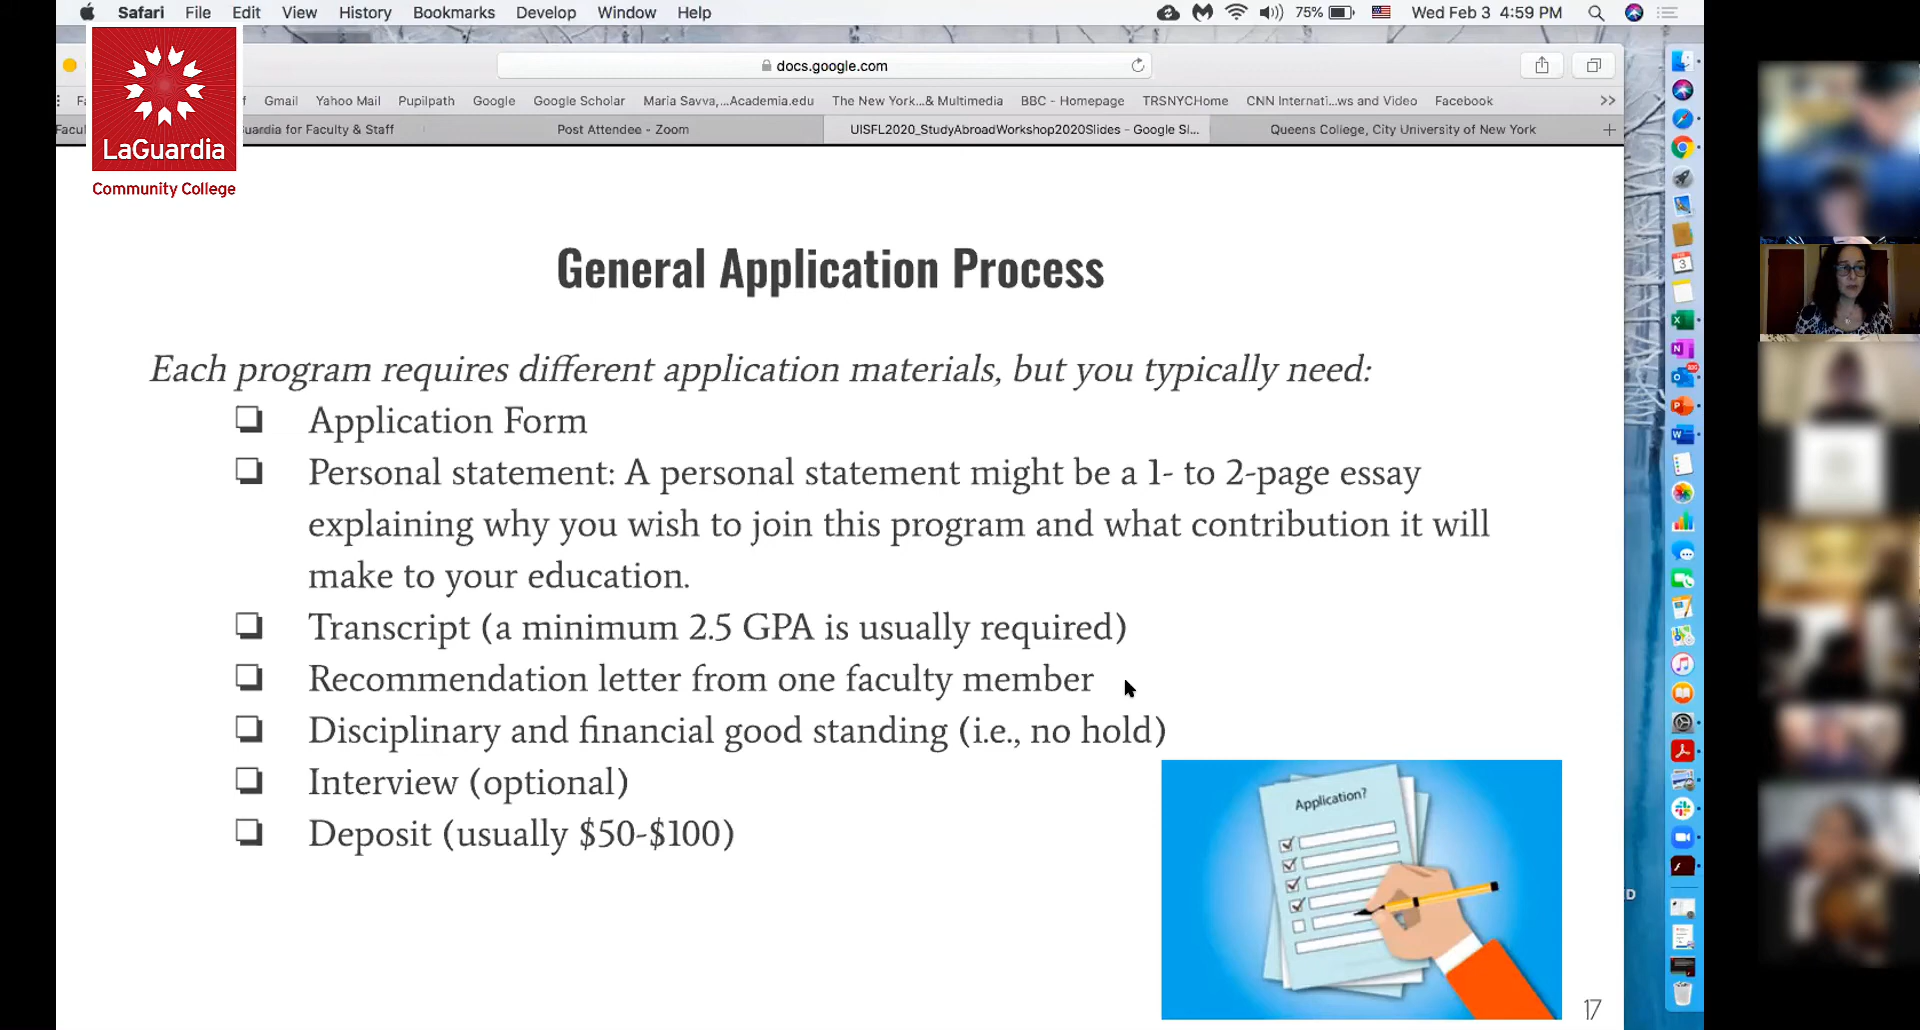 Safari File Edit View History Bookmarks Develop Window Help 75% Wed Feb 3 4:59 PM
docs.google.com
Gmail Yahoo Mail Pupilpath Google Google Scholar Maria Savva,...Academia.edu The New York...& Multimedia BBC - Homepage TRSNYCHome CNN Internati...ws and Video Facebook
for Faculty & Staff Post Attendee - Zoom UISFL2020_StudyAbroadWorkshop2020Slides - Google Sl... Queens College, City University of New York
LaGuardia
Community College
General Application Process
Each program requires different application materials, but you typically need:
Application Form
Personal statement: A personal statement might be a 1- to 2-page essay
explaining why you wish to join this program and what contribution it will
make to your education.
Transcript (a minimum 2.5 GPA is usually required)
Recommendation letter from one faculty member
Disciplinary and financial good standing (i.e., no hold)
Interview (optional)
Deposit (usually $50-$100)
Application?
17